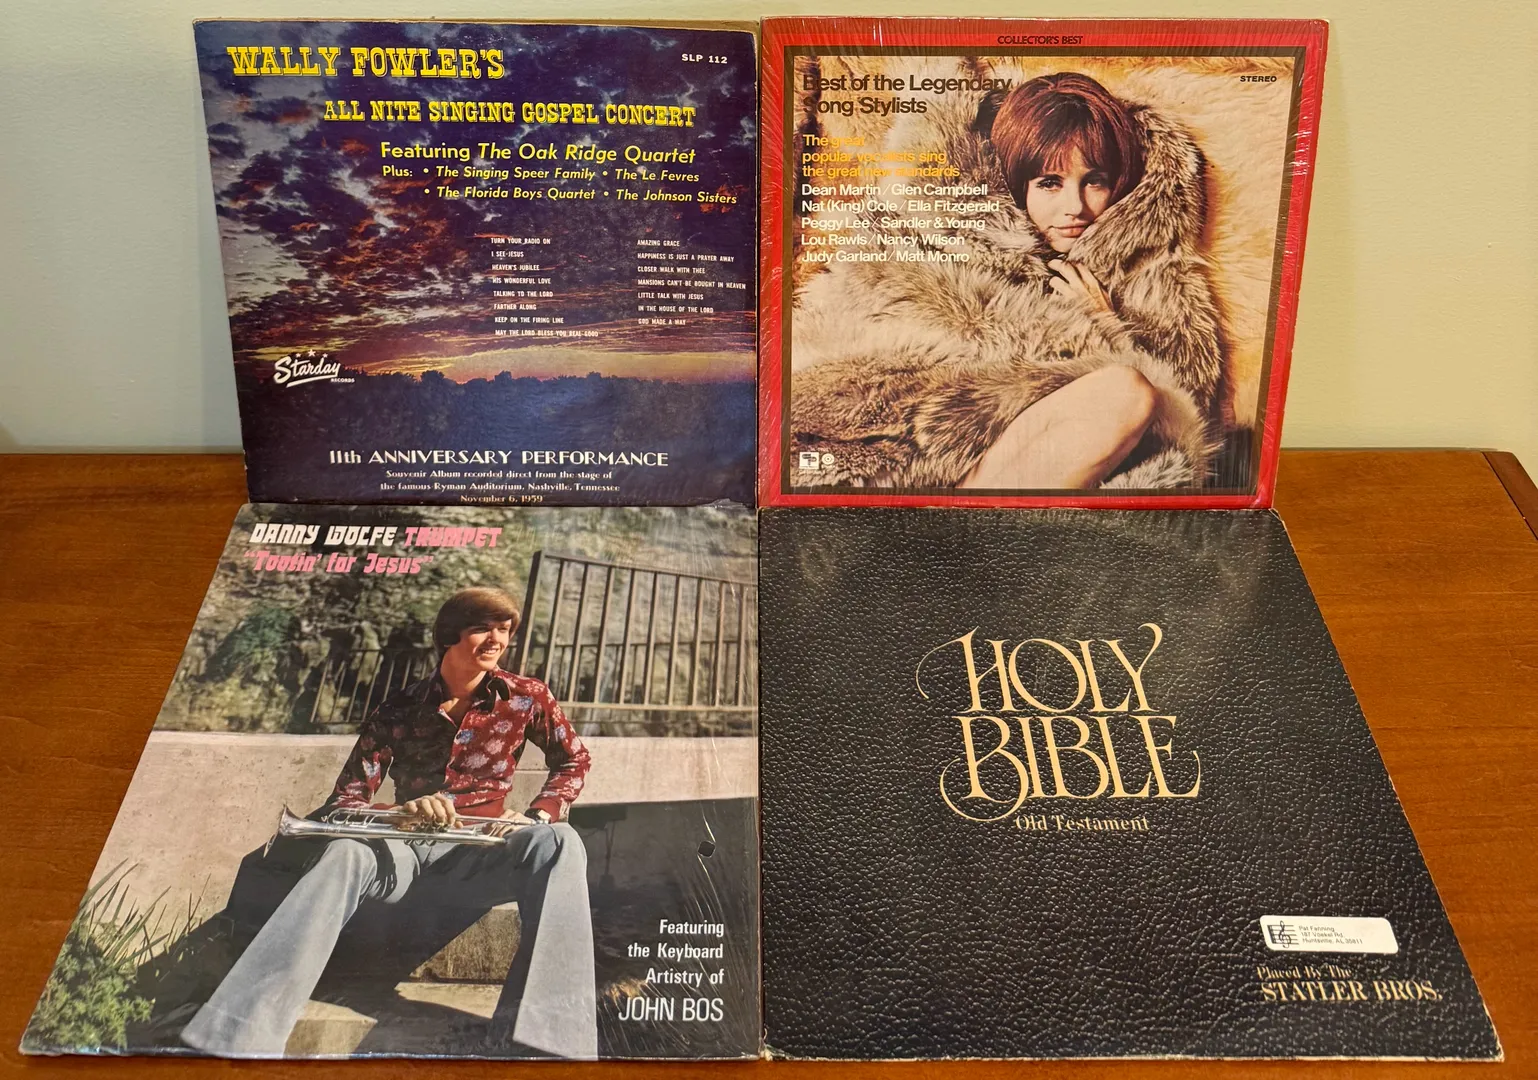 WALLY FOWLER'S
SLP 112
ALL NITE SINGING GOSPEL CONCERT
Featuring The Oak Ridge Quartet
Plus: • The Singing Speer Family • The Le Fevres
• The Florida Boys Quartet • The Johnson Sisters
TURN YOUR RADIO ON
I SEE JESUS
HEAVEN'S JUBILEE
HIS WONDERFUL LOVE
TALKING TO THE LORD
FARTHER ALONG
KEEP ON THE FIRING LINE
MAY THE LORD BLESS YOU REAL GOOD
AMAZING GRACE
HAPPINESS IS JUST A PRAYER AWAY
CLOSER WALK WITH THEE
MANSIONS CAN'T BE BOUGHT IN HEAVEN
LITTLE TALK WITH JESUS
IN THE HOUSE OF THE LORD
GOD MADE A WAY
Starday
RECORDS
11th ANNIVERSARY PERFORMANCE
Souvenir Album recorded direct from the stage of
the famous Ryman Auditorium, Nashville, Tennessee
November 6, 1959
COLLECTOR'S BEST
STEREO
Best of the Legendary
Song Stylists
The great
popular vocalists sing
the great new standards
Dean Martin/Glen Campbell
Nat (King) Cole/Ella Fitzgerald
Peggy Lee/Sandler & Young
Lou Rawls/Nancy Wilson
Judy Garland/Matt Monro
DANNY WOLFE TRUMPET
"Tootin' for Jesus"
Featuring
the Keyboard
Artistry of
JOHN BOS
HOLY
BIBLE
Old Testament
Pat Fanning
Huntsville, AL 35811
Placed By The
STATLER BROS.